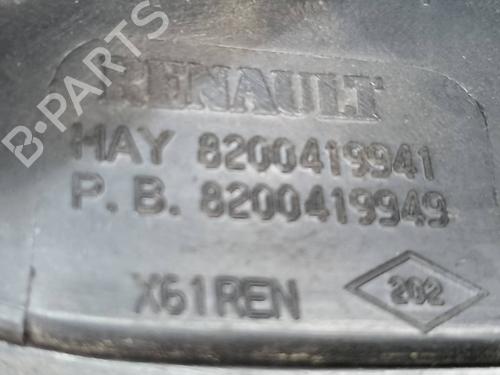 B-PARTS
RENAULT
HAY 8200419941
P.B. 8200419949
X61REN
202